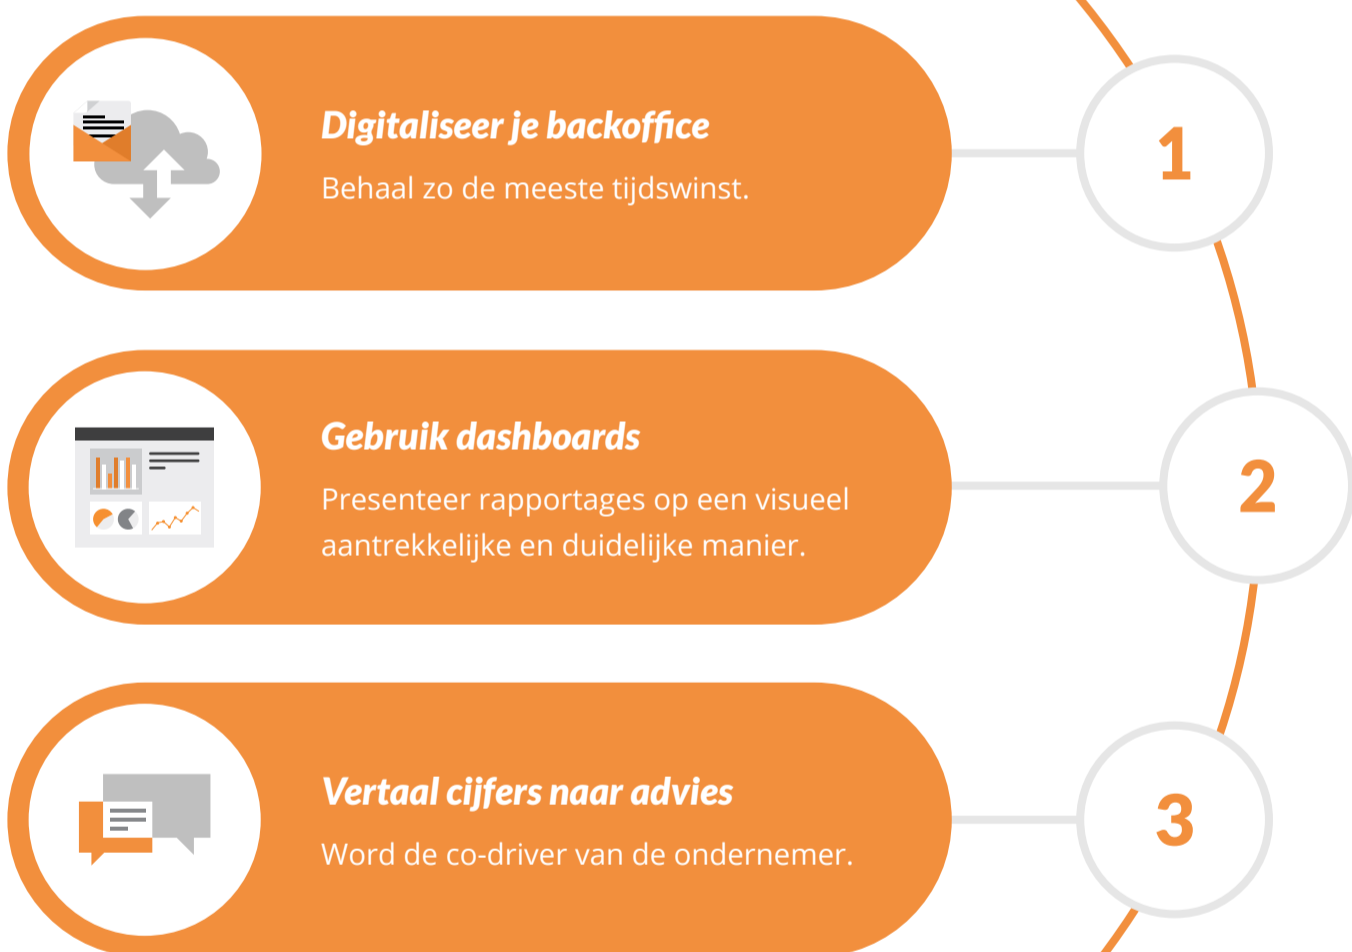 Digitaliseer je backoffice
Behaal zo de meeste tijdswinst.
1
Gebruik dashboards
Presenteer rapportages op een visueel
aantrekkelijke en duidelijke manier.
2
Vertaal cijfers naar advies
Word de co-driver van de ondernemer.
3